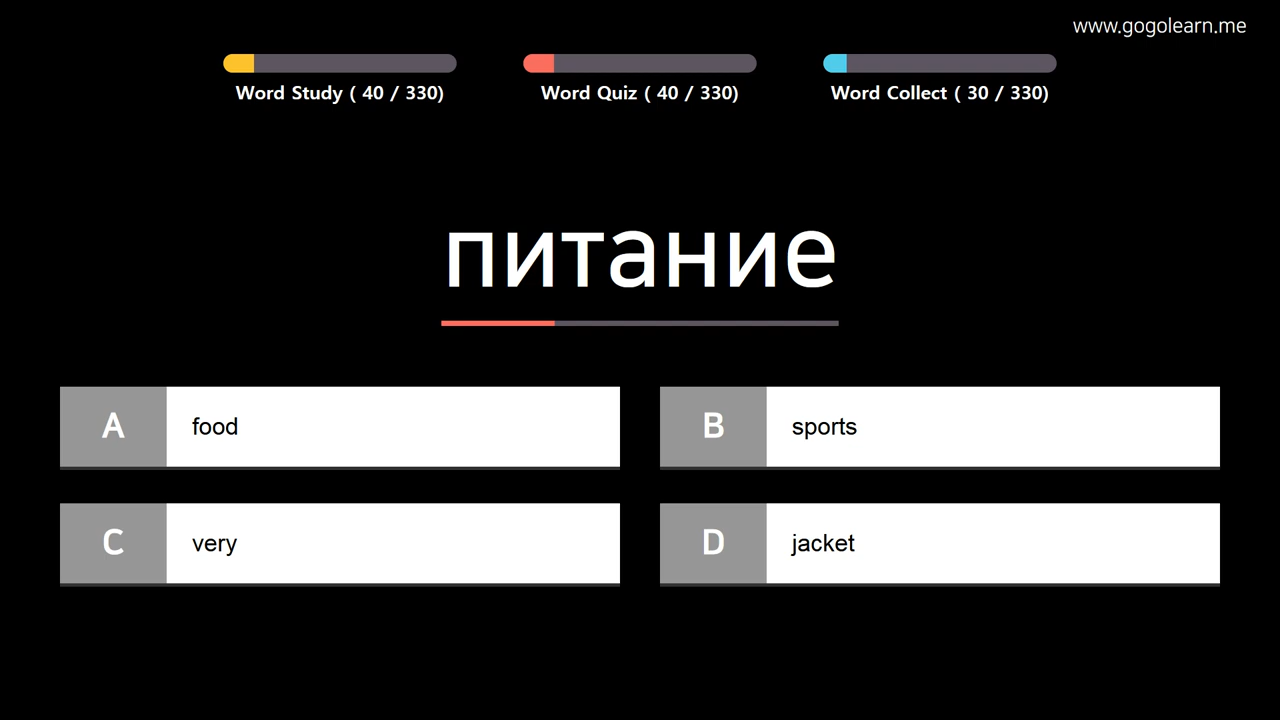 www.gogolearn.me
Word Study ( 40 / 330)
Word Quiz ( 40 / 330)
Word Collect ( 30 / 330)
питание
A food
B sports
C very
D jacket